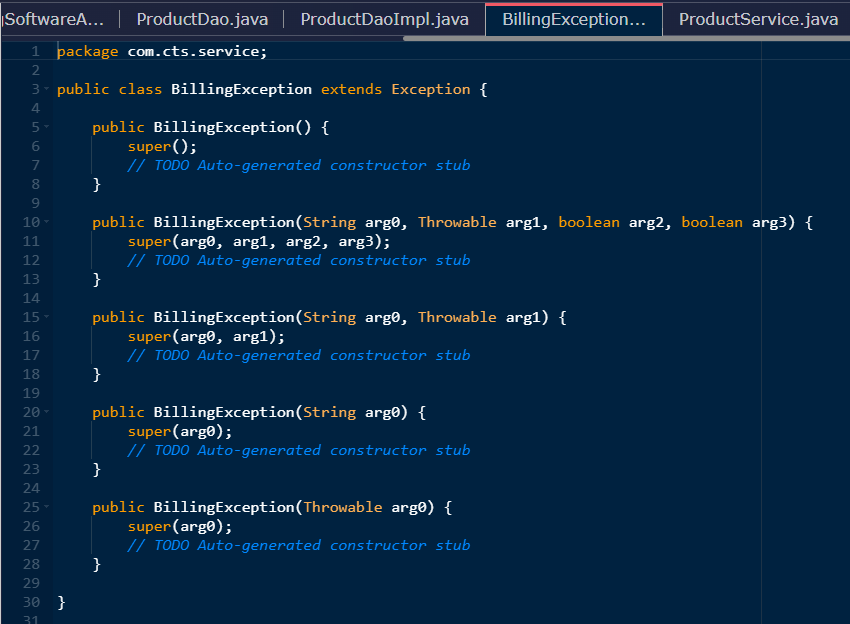 gSoftwareA... ProductDao.java ProductDaoImpl.java BillingException... ProductService.java
1 package com.cts.service;
2
3 public class BillingException extends Exception {
4
5 public BillingException() {
6 super();
7 // TODO Auto-generated constructor stub
8 }
9
10 public BillingException(String arg0, Throwable arg1, boolean arg2, boolean arg3) {
11 super(arg0, arg1, arg2, arg3);
12 // TODO Auto-generated constructor stub
13 }
14
15 public BillingException(String arg0, Throwable arg1) {
16 super(arg0, arg1);
17 // TODO Auto-generated constructor stub
18 }
19
20 public BillingException(String arg0) {
21 super(arg0);
22 // TODO Auto-generated constructor stub
23 }
24
25 public BillingException(Throwable arg0) {
26 super(arg0);
27 // TODO Auto-generated constructor stub
28 }
29
30 }
31